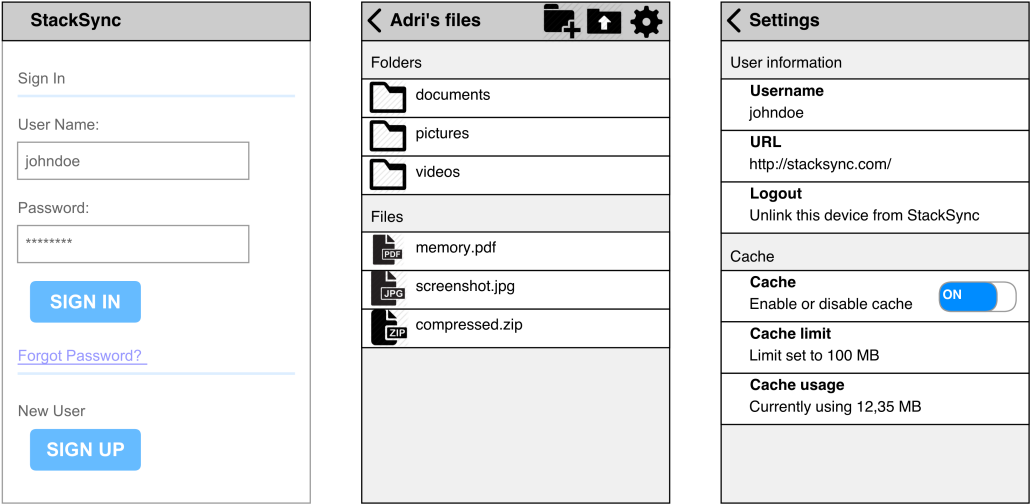 StackSync
Sign In
User Name:
johndoe
Password:
********
SIGN IN
Forgot Password?
New User
SIGN UP
Adri's files
Folders
documents
pictures
videos
Files
PDF
memory.pdf
JPG
screenshot.jpg
ZIP
compressed.zip
Settings
User information
Username
johndoe
URL
http://stacksync.com/
Logout
Unlink this device from StackSync
Cache
Cache
Enable or disable cache
ON
Cache limit
Limit set to 100 MB
Cache usage
Currently using 12,35 MB